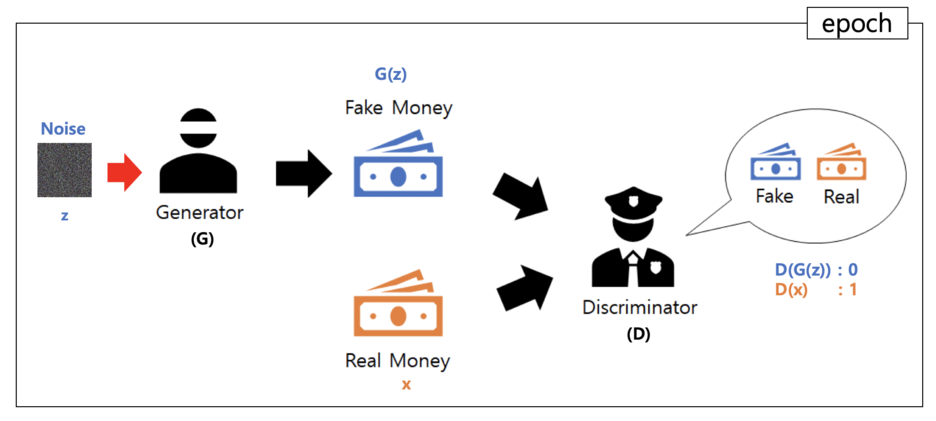 epoch
G(z)
Fake Money
Noise
z
Generator
(G)
Real Money
x
Discriminator
(D)
Fake Real
D(G(z)) : 0
D(x) : 1